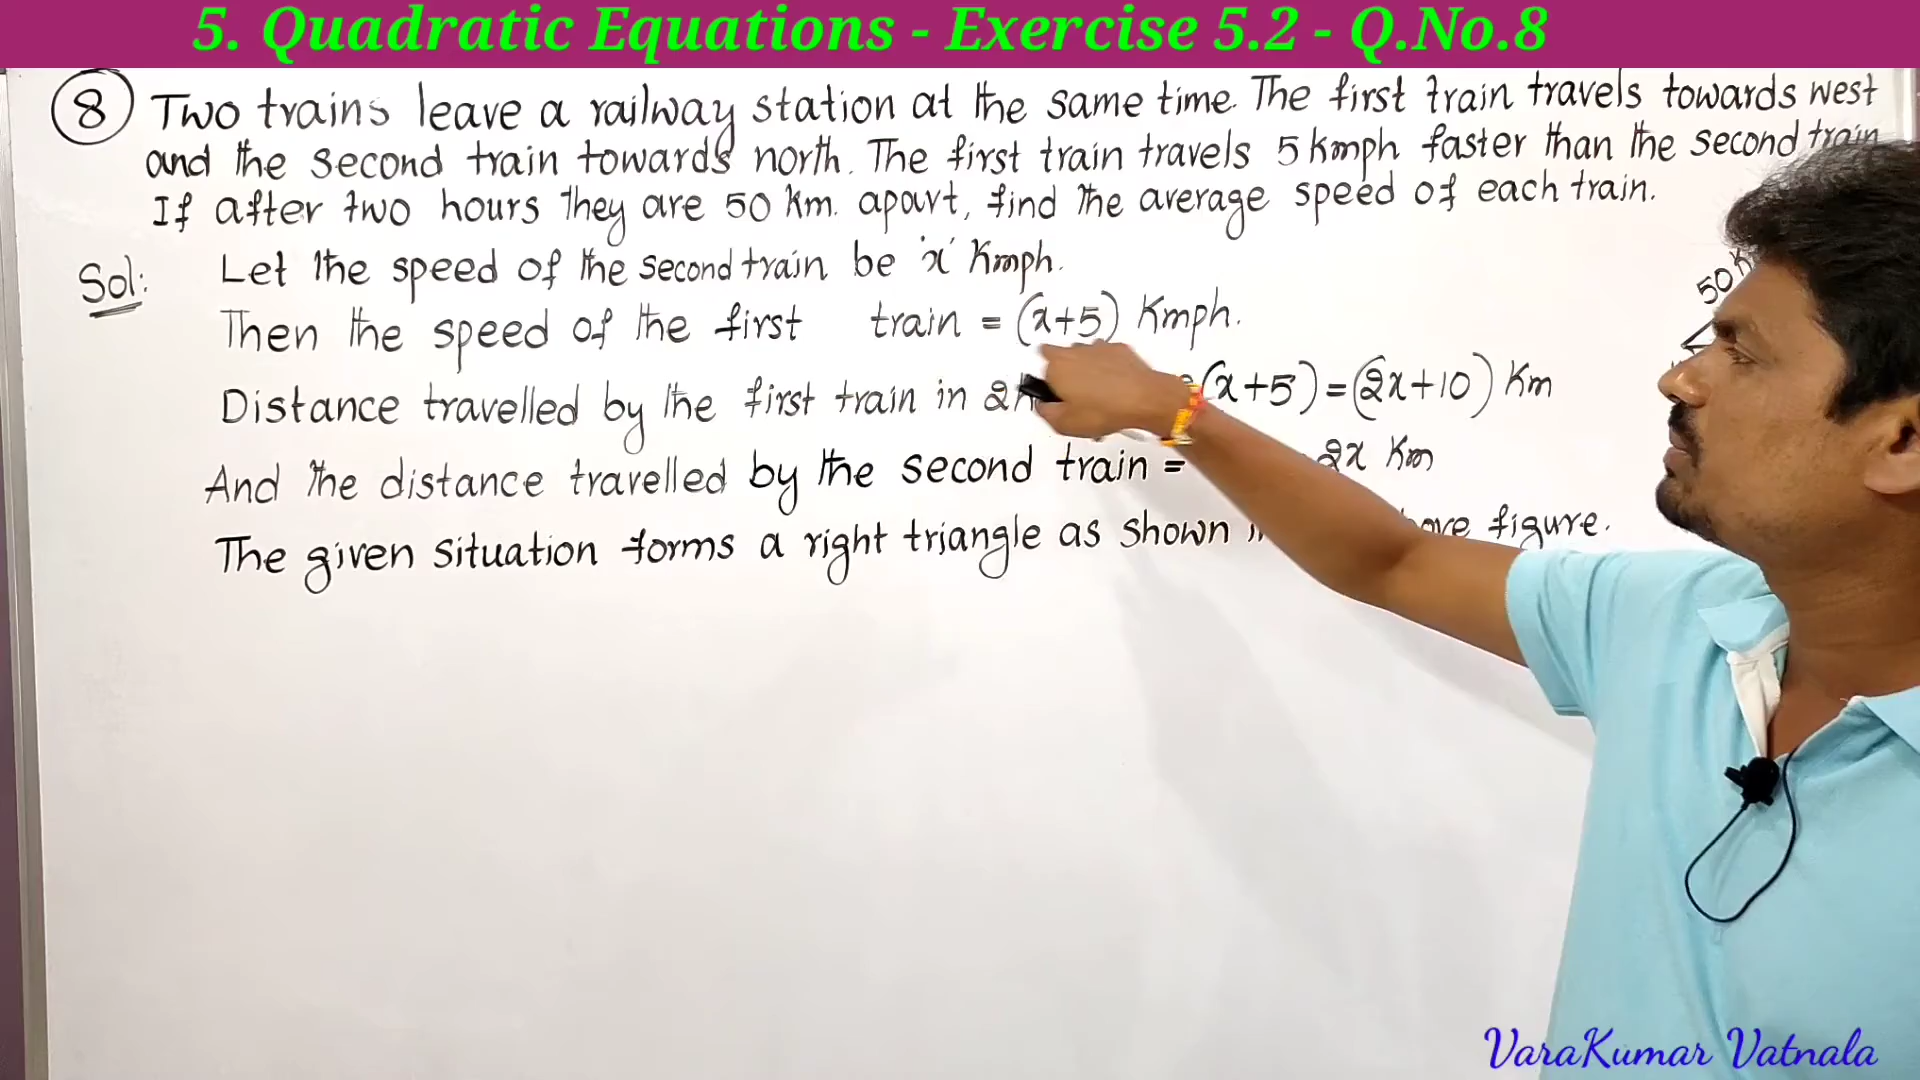 5. Quadratic Equations - Exercise 5.2 - Q.No.8
8 Two trains leave a railway station at the same time. The first train travels towards west
and the second train towards north. The first train travels 5 kmph faster than the second train
If after two hours they are 50 Km. apart, find the average speed of each train.
Sol: Let the speed of the second train be 'x' Kmph.
50
Then the speed of the first train = (x+5) Kmph.
Distance travelled by the first train in 2 (x+5)=(2x+10) Km
And the distance travelled by the second train = 2x Km
The given situation forms a right triangle as shown figure.
VaraKumar Vatnala